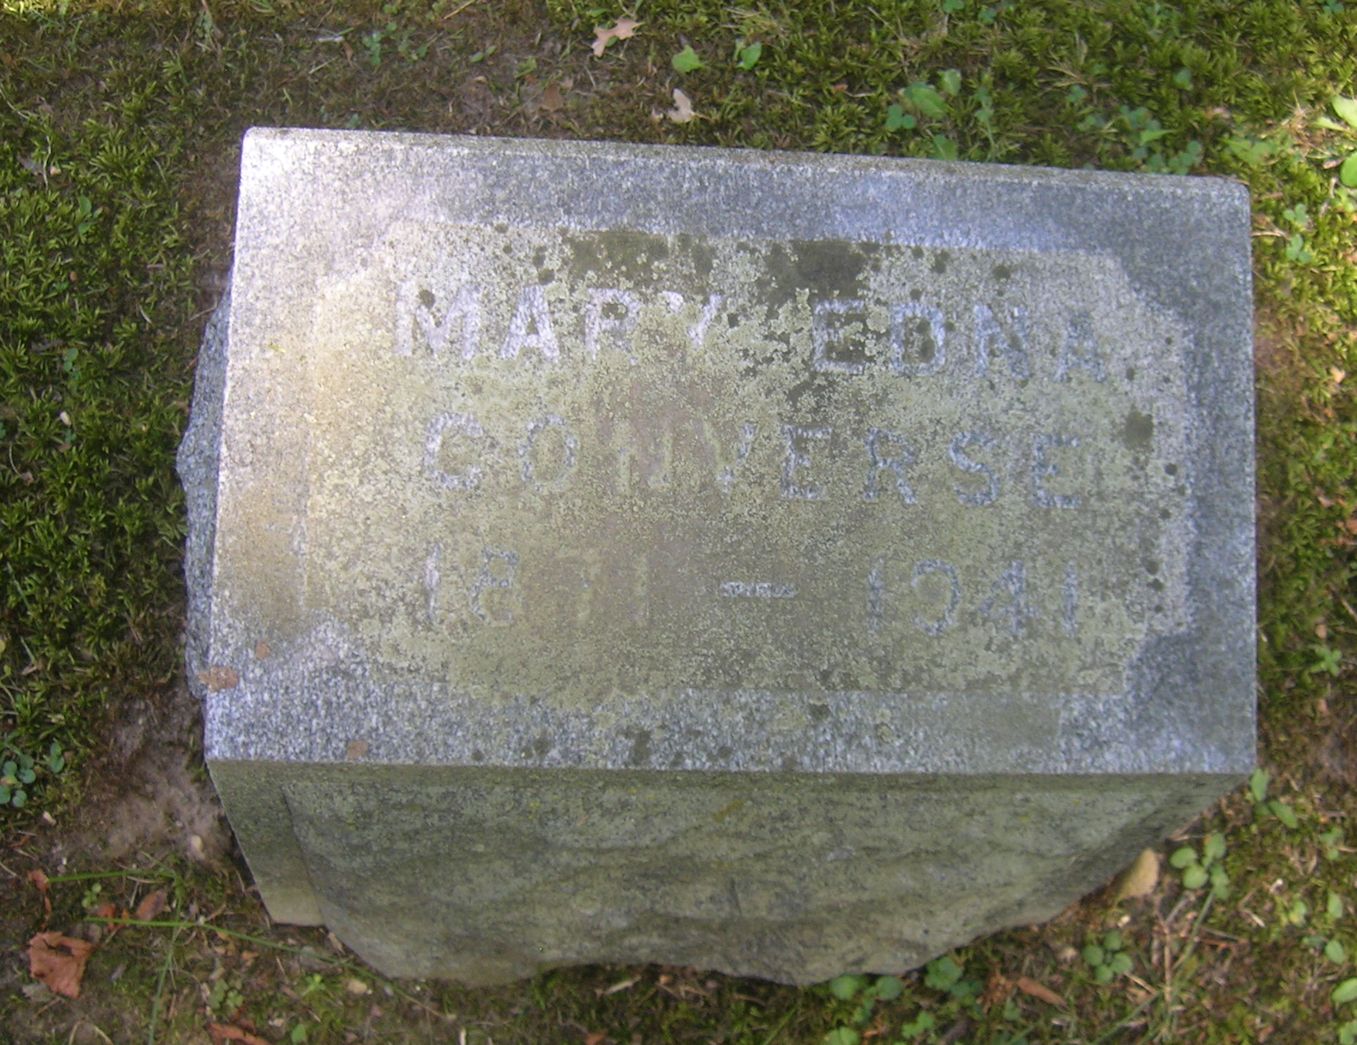 MARY EDNA
CONVERSE
1871 — 1941